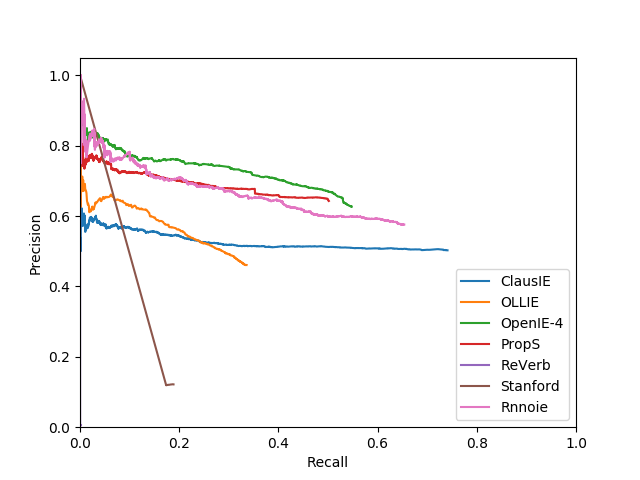 1.0
0.8
0.6
0.4
0.2
0.0
Precision
0.0 0.2 0.4 0.6 0.8 1.0
Recall
ClausIE
OLLIE
OpenIE-4
PropS
ReVerb
Stanford
Rnnoie